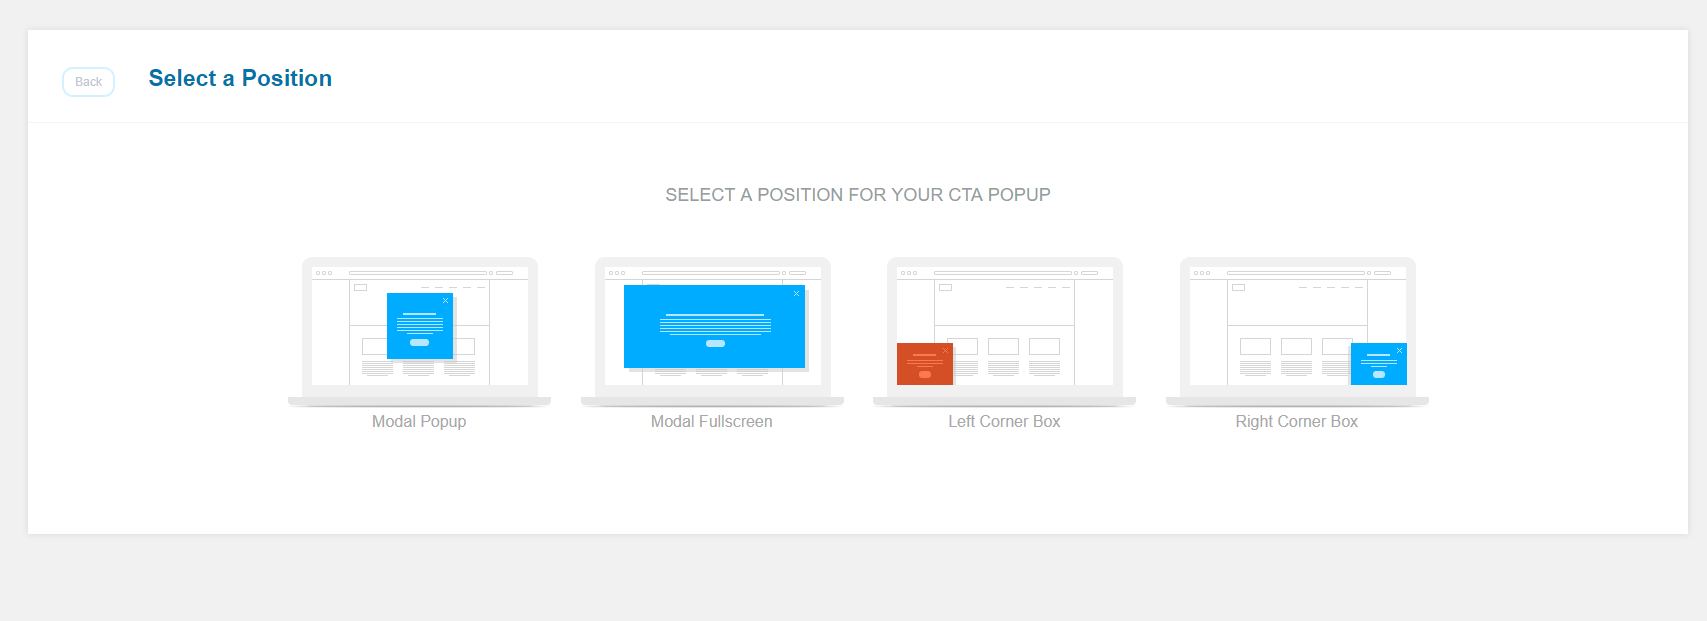 Back
Select a Position
SELECT A POSITION FOR YOUR CTA POPUP
Modal Popup
Modal Fullscreen
Left Corner Box
Right Corner Box